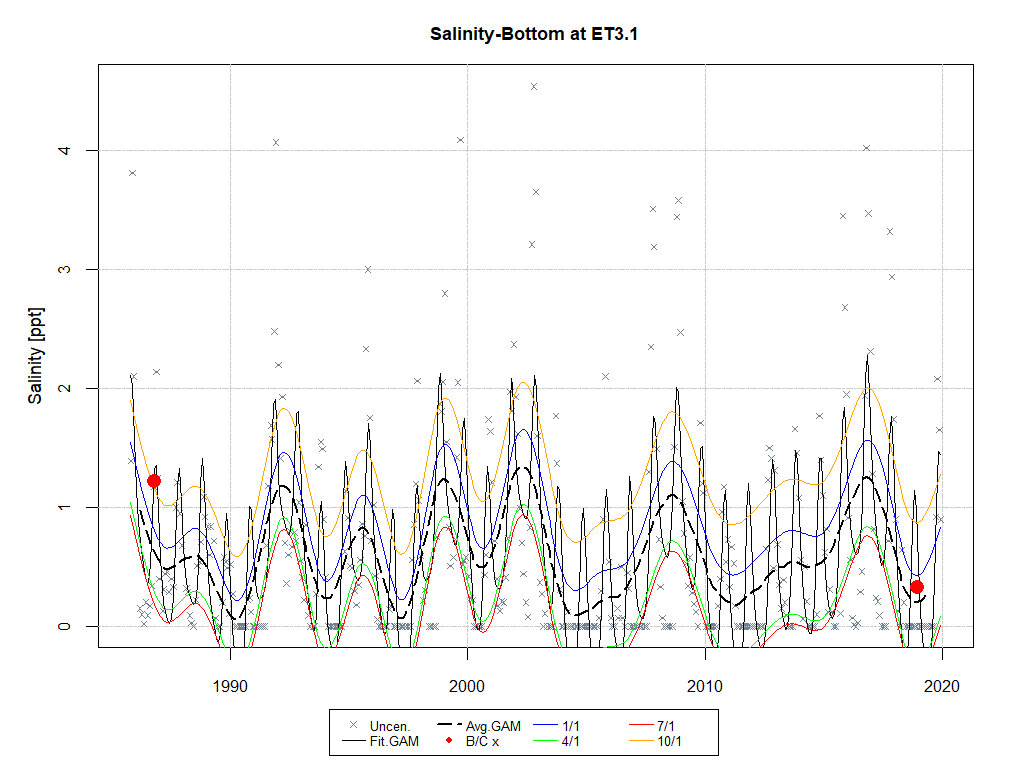 Salinity-Bottom at ET3.1
Salinity [ppt]
4
3
2
1
0
1990 2000 2010 2020
Uncen. Avg.GAM 1/1 7/1
Fit.GAM B/C x 4/1 10/1